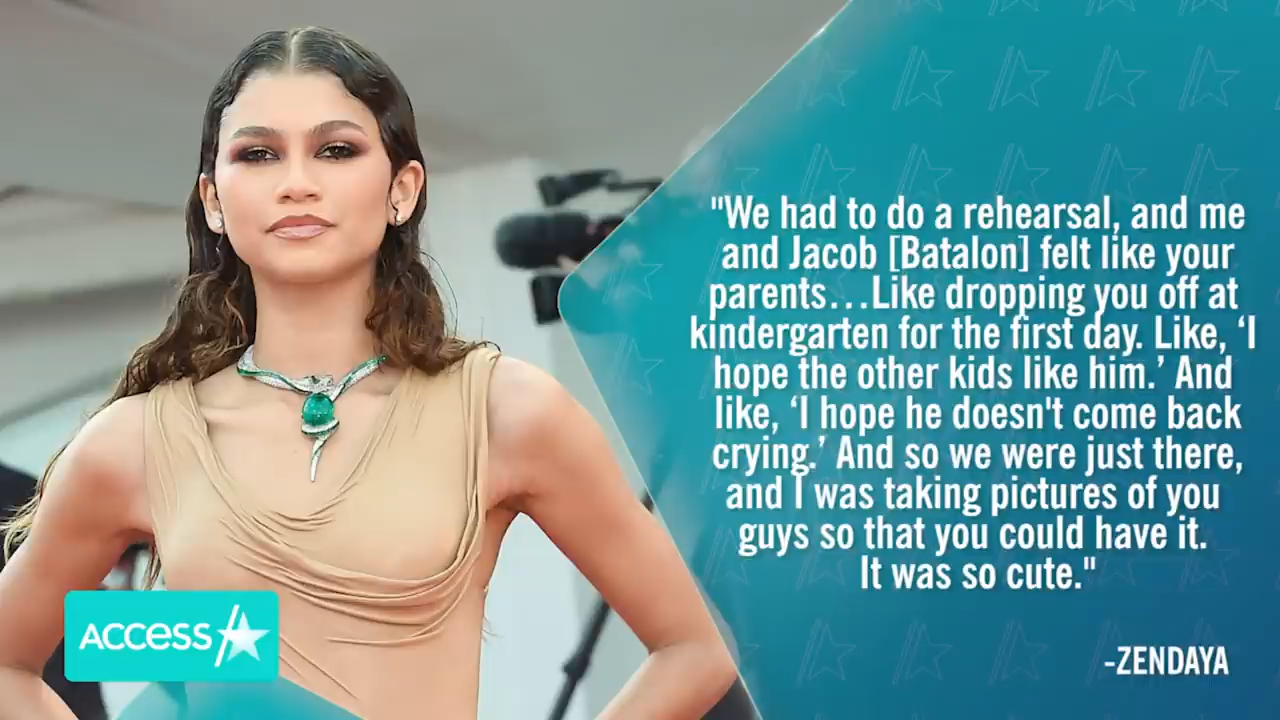 "We had to do a rehearsal, and me
and Jacob [Batalon] felt like your
parents...Like dropping you off at
kindergarten for the first day. Like, ‘I
hope the other kids like him.’ And
like, ‘I hope he doesn't come back
crying.’ And so we were just there,
and I was taking pictures of you
guys so that you could have it.
It was so cute."
-ZENDAYA
ACCESS